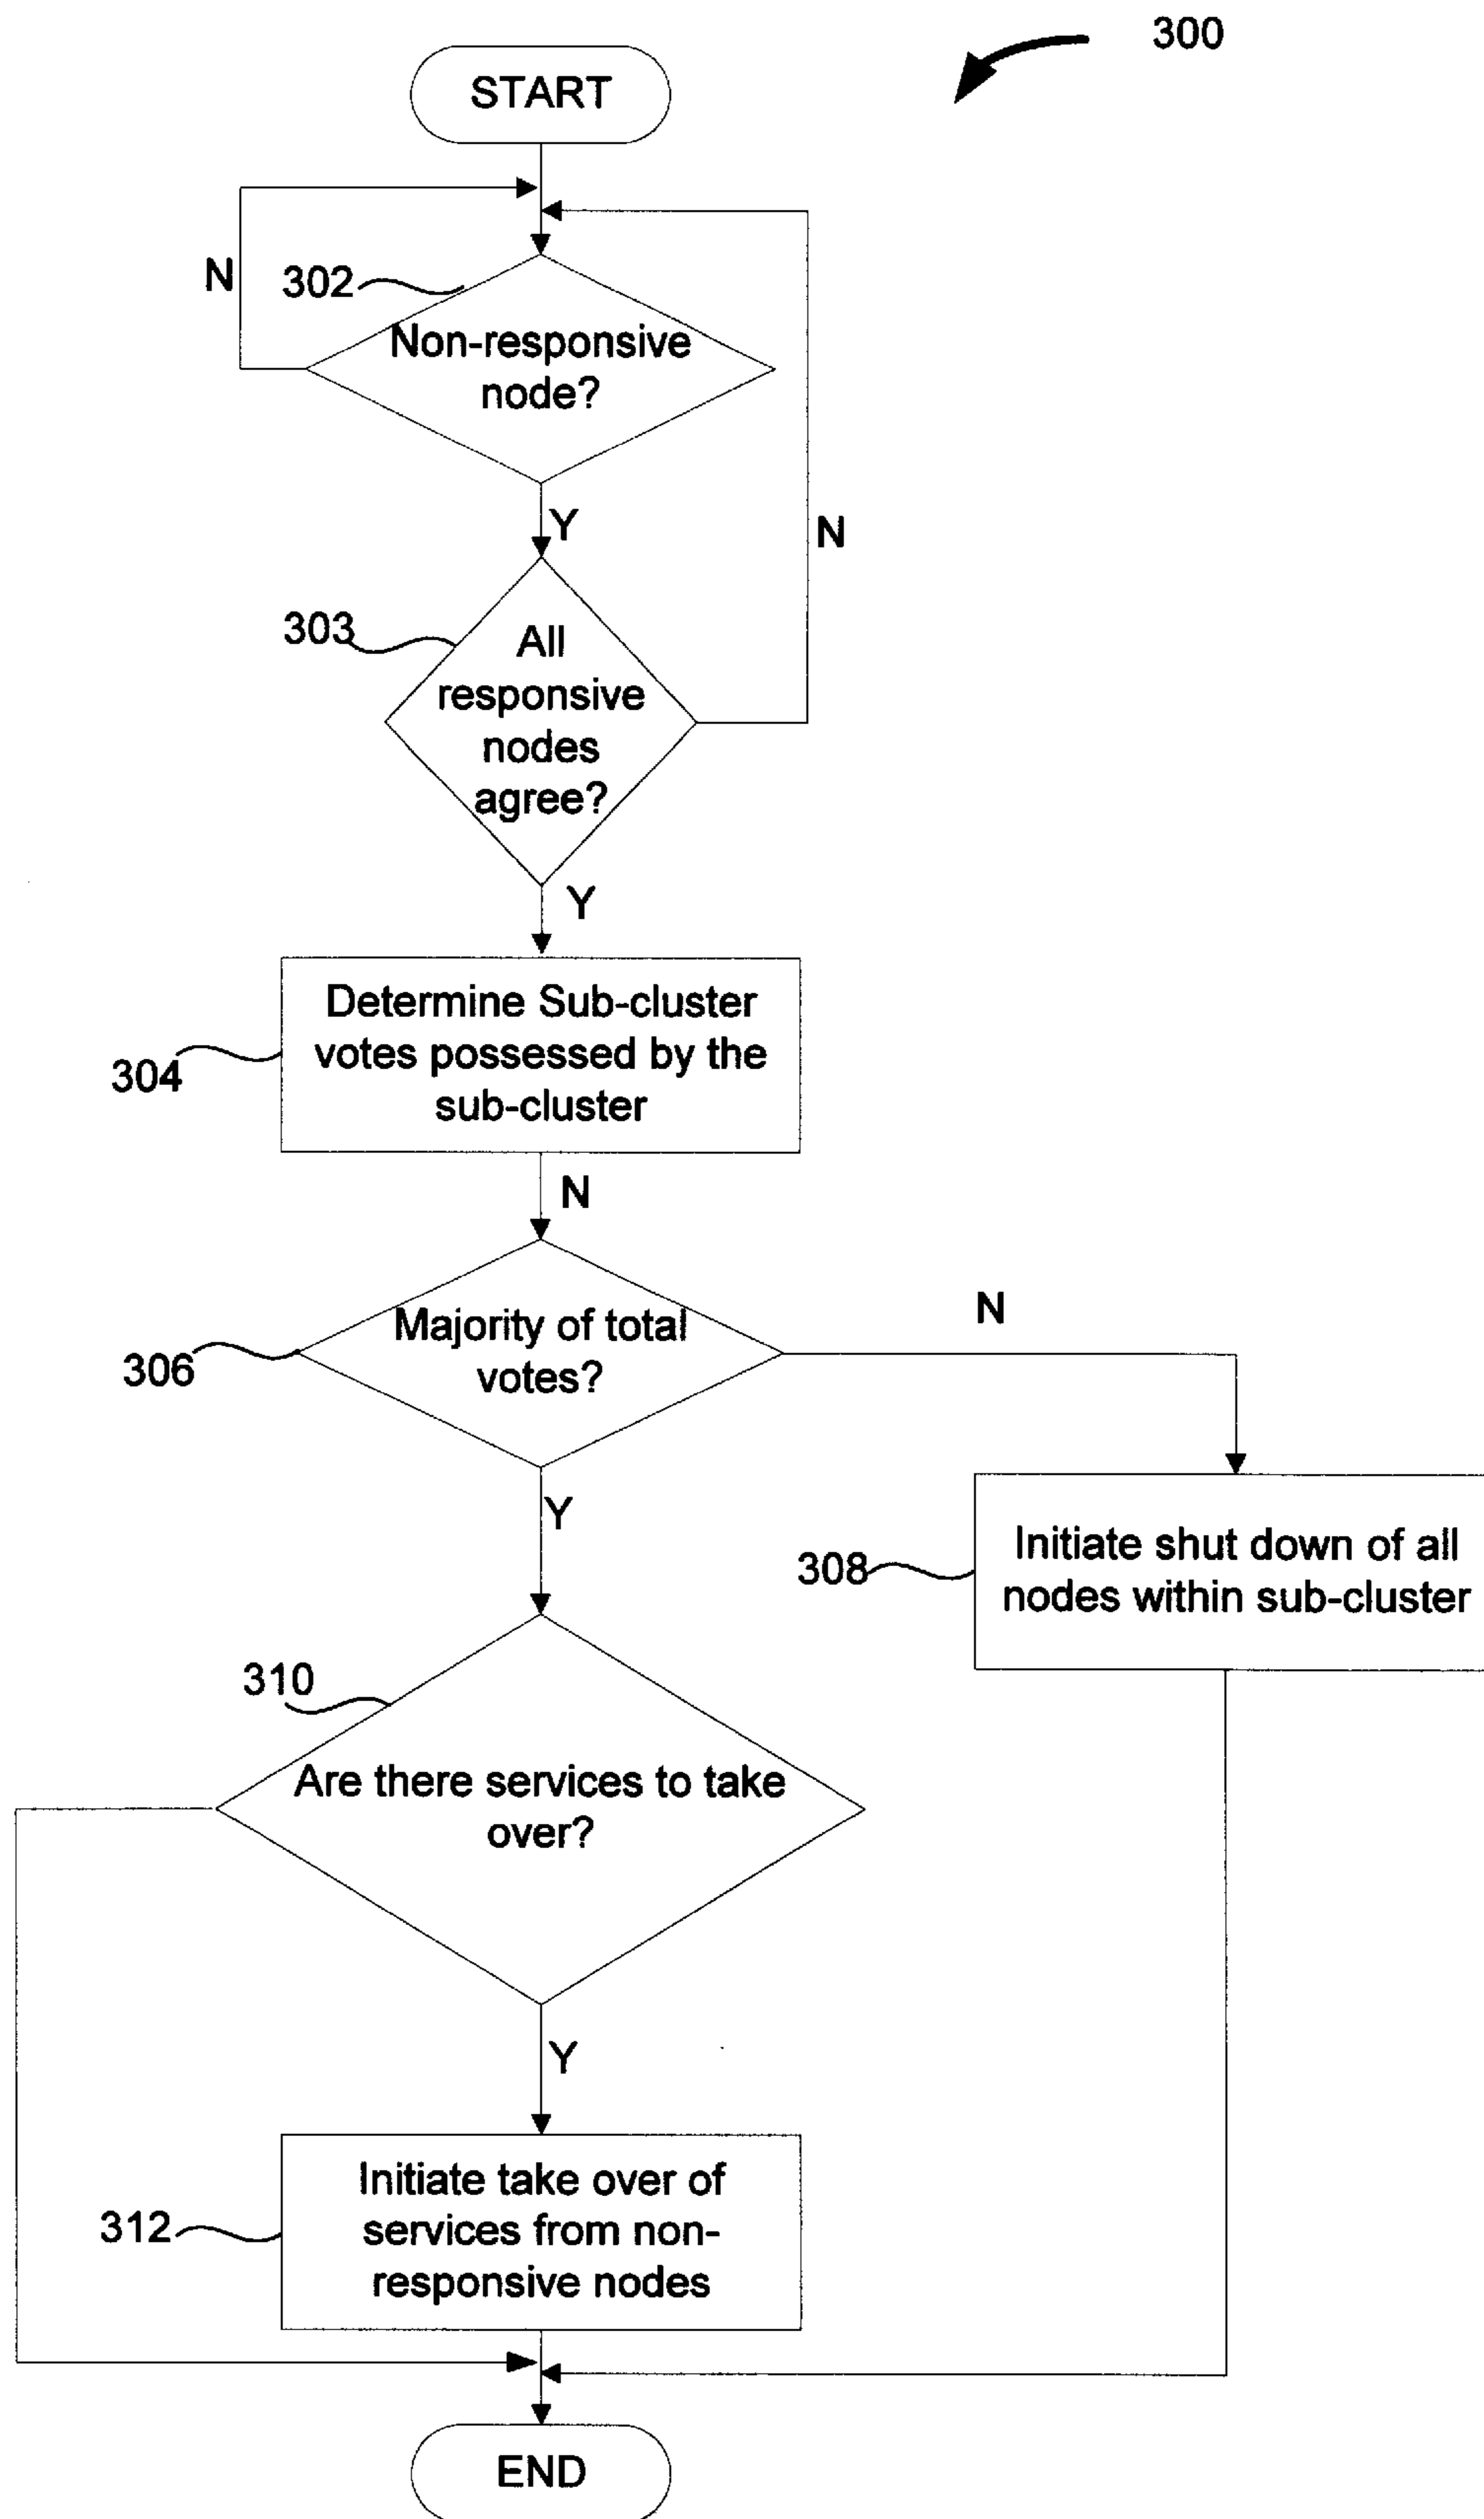 300
START
N
302
Non-responsive
node?
Y
N
303
All
responsive
nodes
agree?
Y
Determine Sub-cluster
votes possessed by the
sub-cluster
304
N
N
Majority of total
votes?
306
Y
Initiate shut down of all
nodes within sub-cluster
308
310
Are there services to take
over?
Y
Initiate take over of
services from non-
responsive nodes
312
END